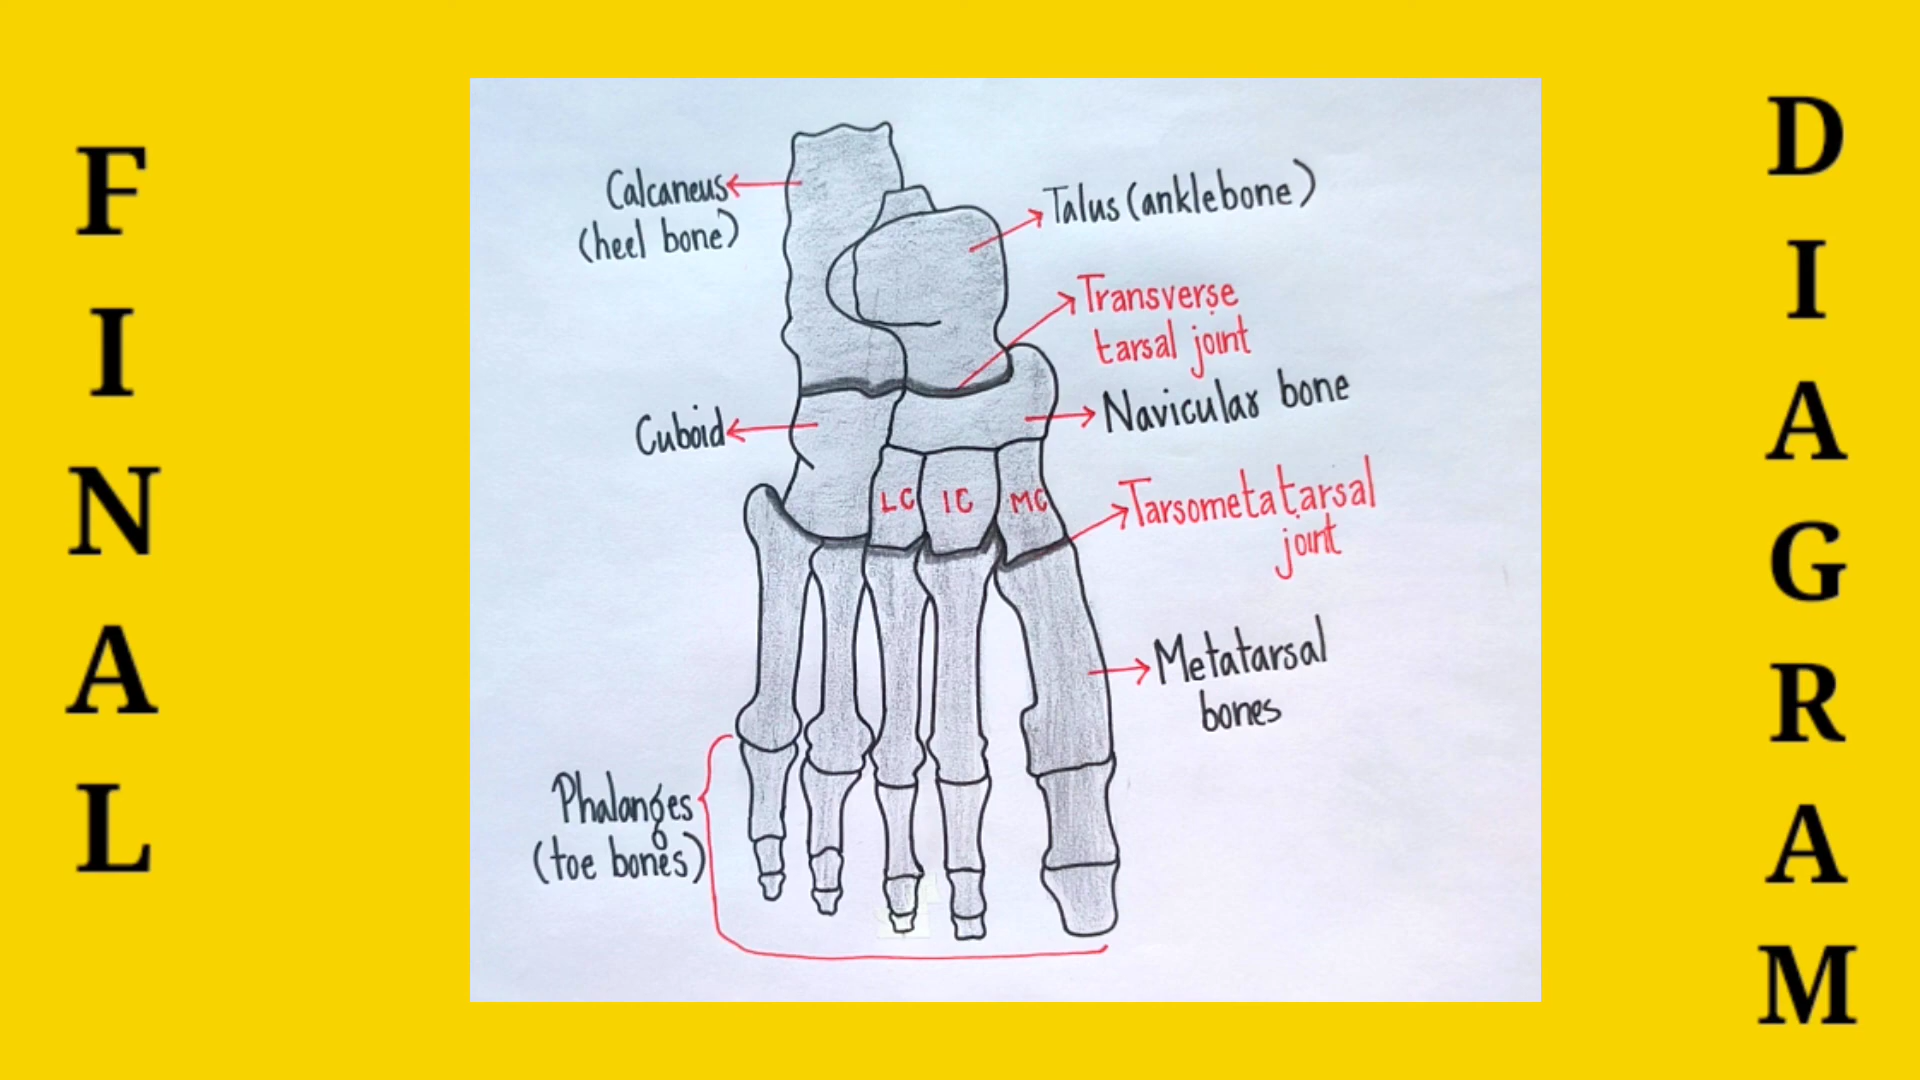 FINAL
DIAGRAM
Calcaneus
(heel bone)
Talus (anklebone)
Transverse
tarsal joint
Cuboid
Navicular bone
LC IC MC
Tarsometatarsal
joint
Metatarsal
bones
Phalanges
(toe bones)